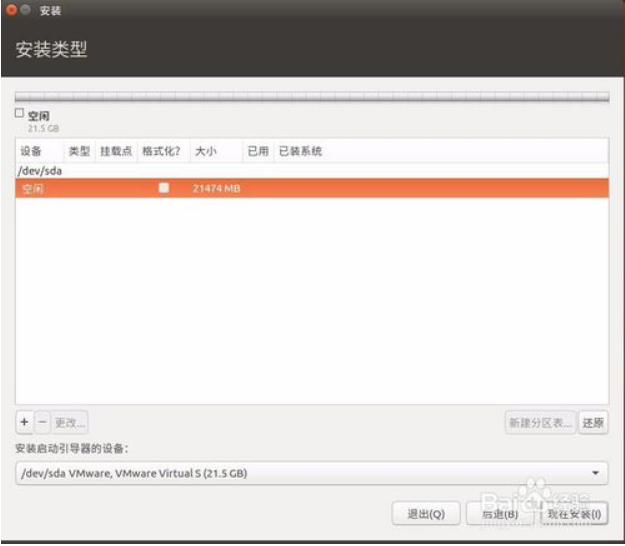 安装
安装类型
空闲
21.5 GB
设备 类型 挂载点 格式化? 大小 已用 已装系统
/dev/sda
空闲 21474 MB
+ − 更改... 新建分区表... 还原
安装启动引导器的设备:
/dev/sda VMware, VMware Virtual S (21.5 GB)
退出(Q) 后退(B) 现在安装(I)
Baidu 经验